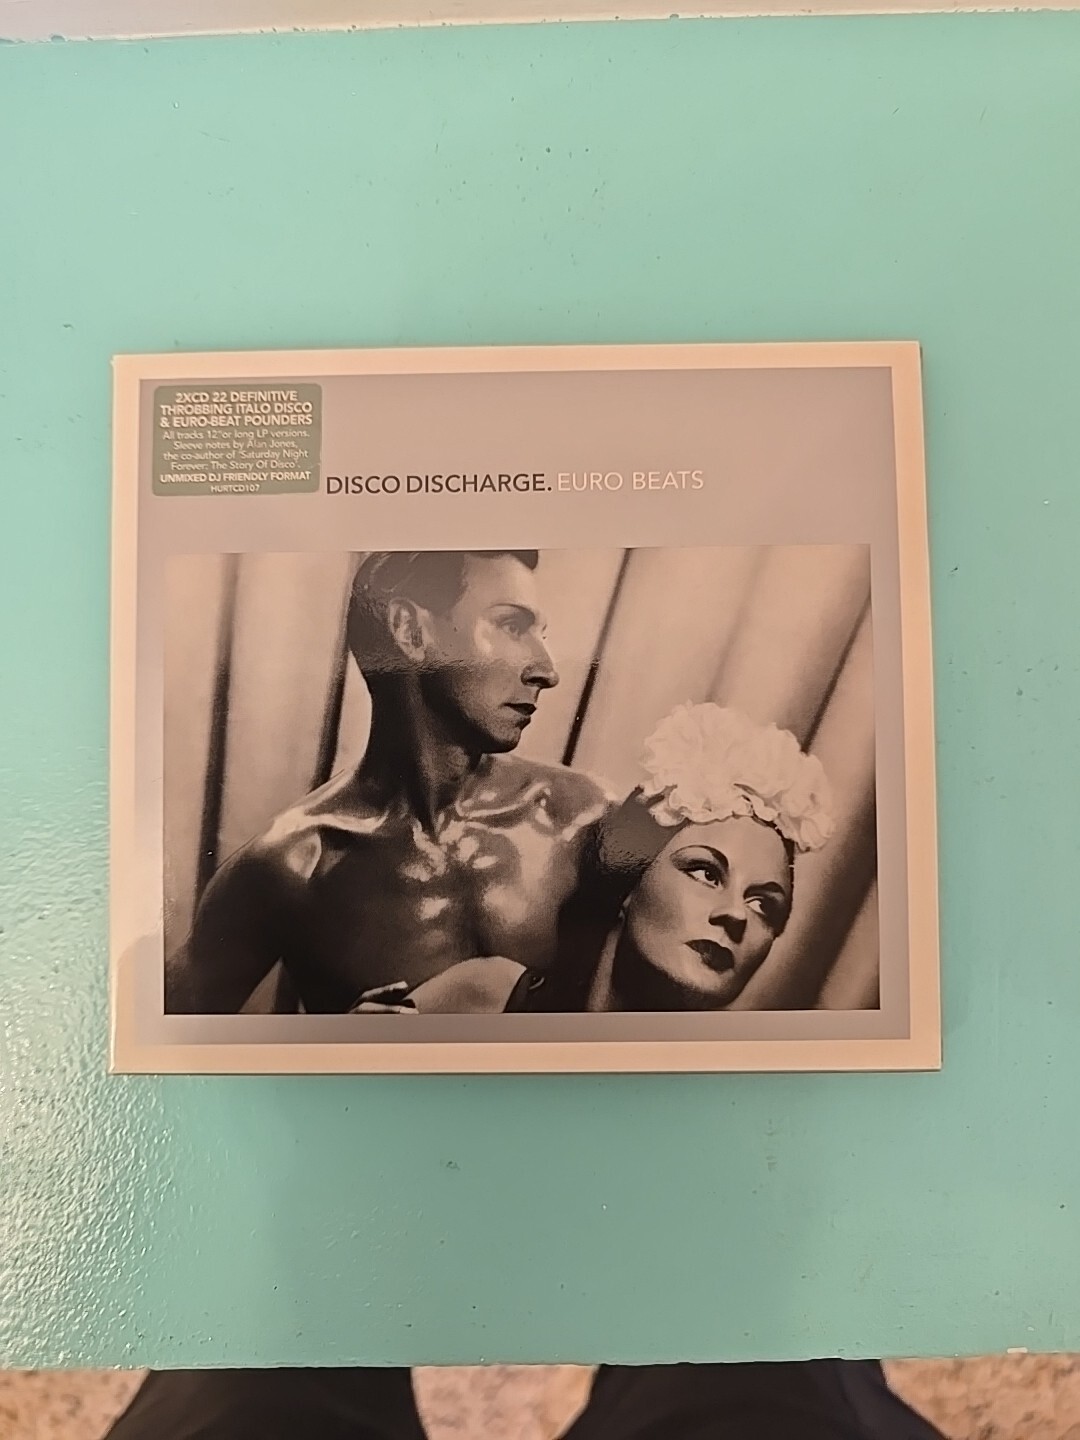 2XCD 22 DEFINITIVE
THROBBING ITALO DISCO
& EURO-BEAT POUNDERS
All tracks 12" or long LP versions.
Sleeve notes by Alan Jones,
the co-author of 'Saturday Night
Forever: The Story Of Disco'.
UNMIXED DJ FRIENDLY FORMAT
HURTCD107
DISCO DISCHARGE. EURO BEATS